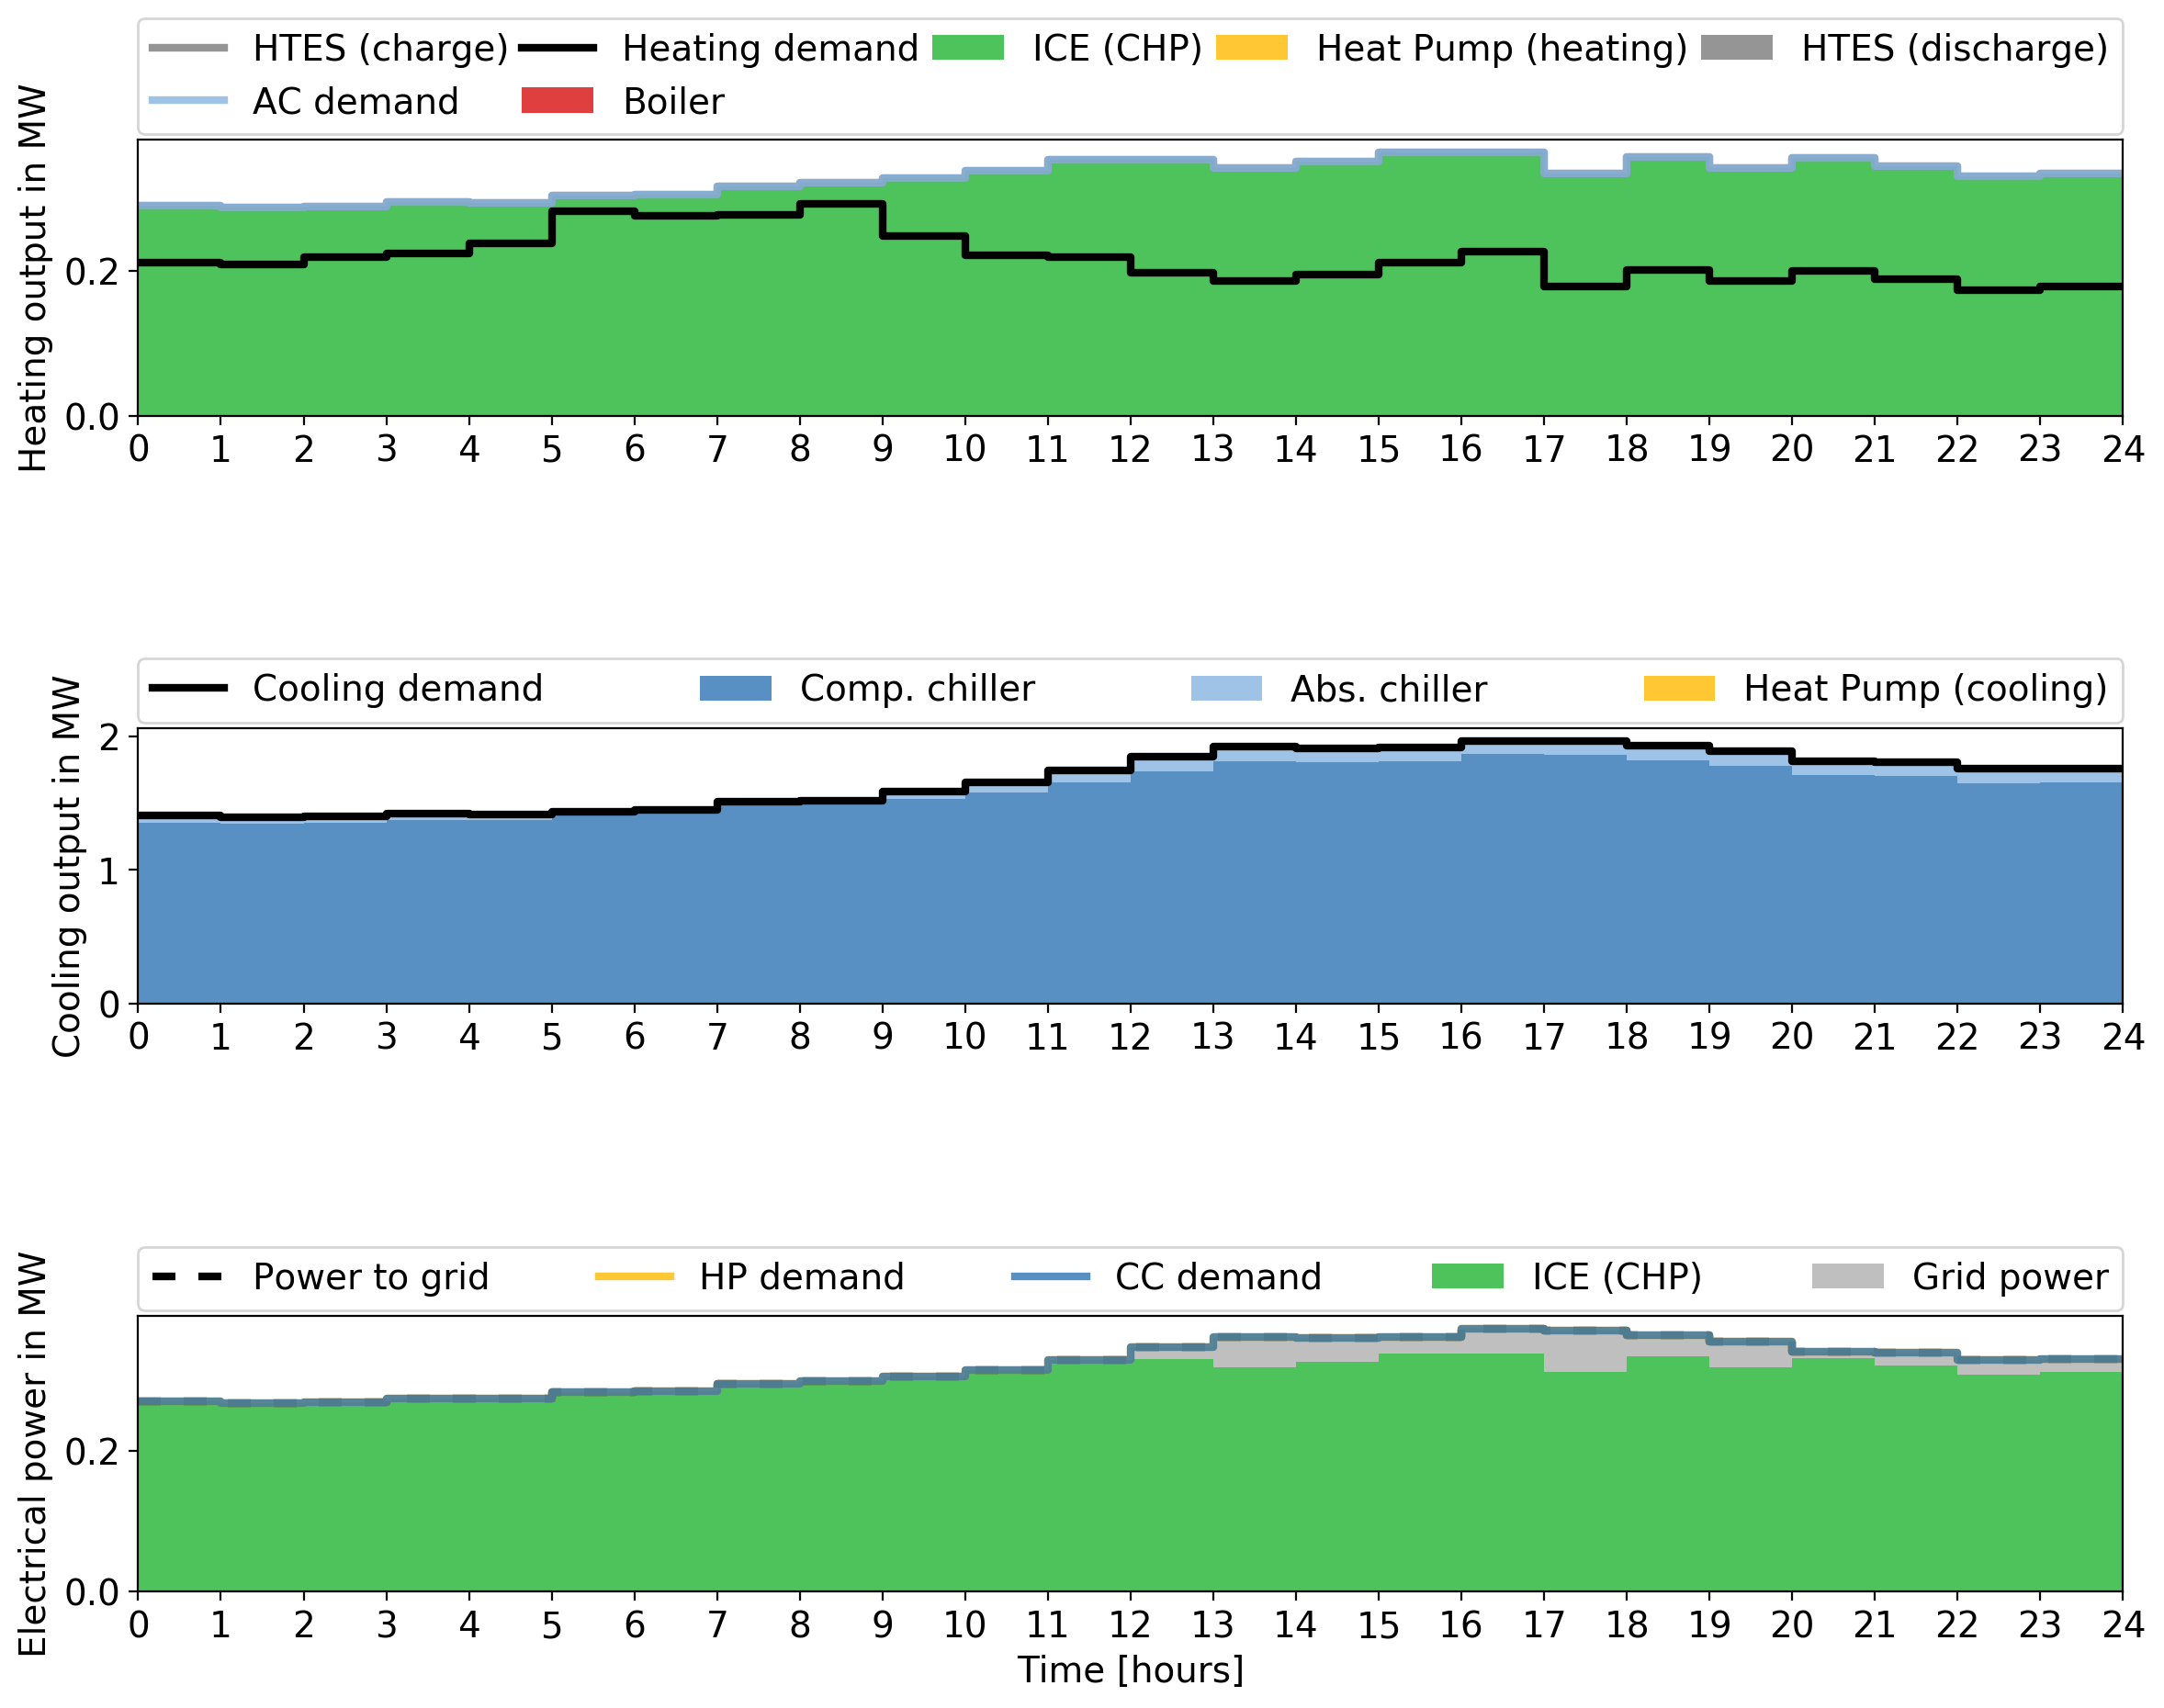 HTES (charge) Heating demand ICE (CHP) Heat Pump (heating) HTES (discharge)
AC demand Boiler
Heating output in MW
0.2
0.0
0 1 2 3 4 5 6 7 8 9 10 11 12 13 14 15 16 17 18 19 20 21 22 23 24
Cooling demand Comp. chiller Abs. chiller Heat Pump (cooling)
Cooling output in MW
2
1
0
0 1 2 3 4 5 6 7 8 9 10 11 12 13 14 15 16 17 18 19 20 21 22 23 24
Power to grid HP demand CC demand ICE (CHP) Grid power
Electrical power in MW
0.2
0.0
0 1 2 3 4 5 6 7 8 9 10 11 12 13 14 15 16 17 18 19 20 21 22 23 24
Time [hours]